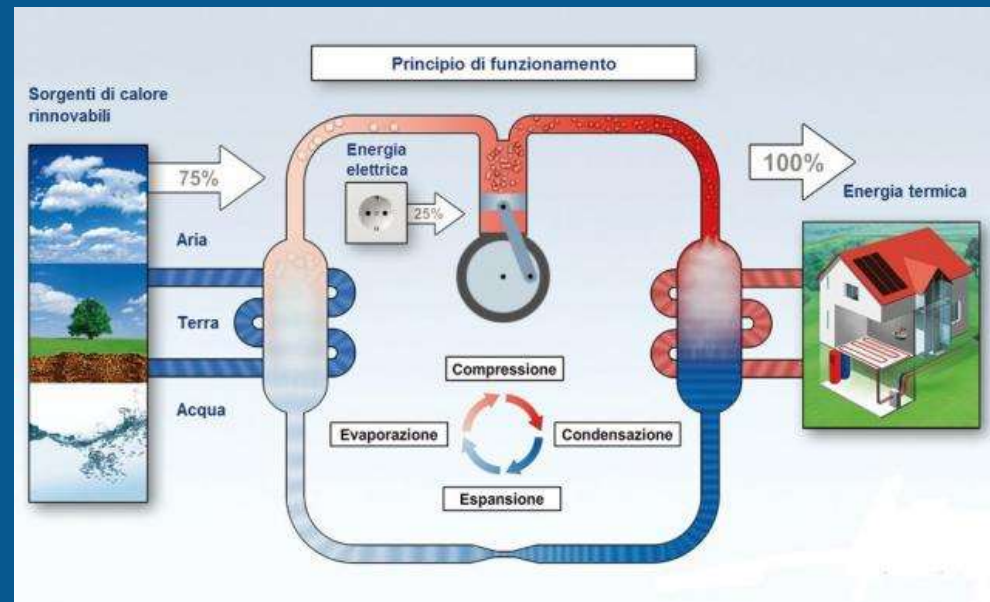 Principio di funzionamento
Sorgenti di calore
rinnovabili
75%
Energia
elettrica
25%
100%
Energia termica
Aria
Terra
Acqua
Compressione
Evaporazione
Condensazione
Espansione